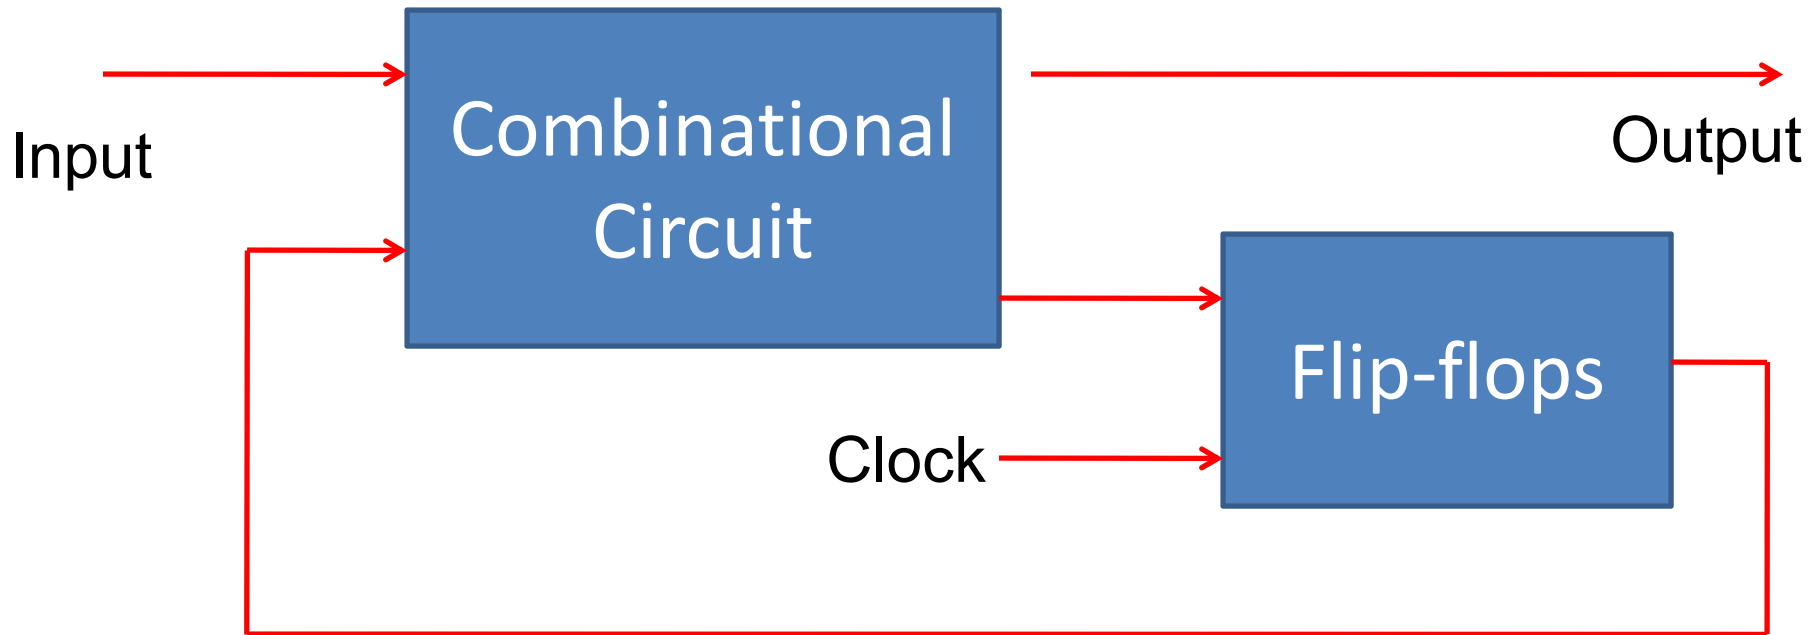 Input
Combinational
Circuit
Output
Flip-flops
Clock